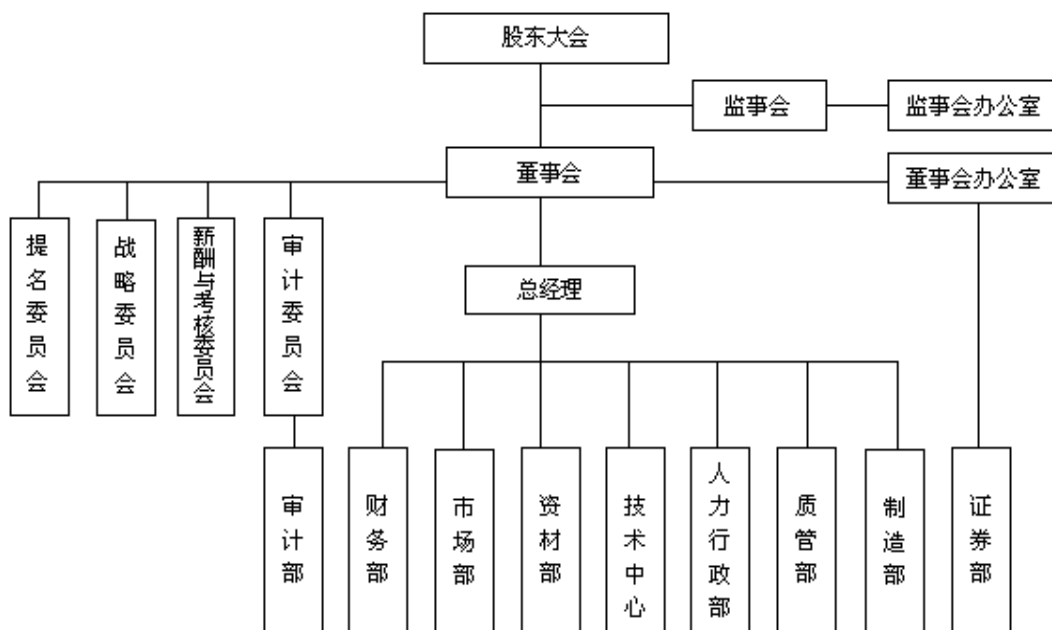 股东大会
监事会
监事会办公室
董事会
董事会办公室
提名委员会
战略委员会
薪酬与考核委员会
审计委员会
总经理
审计部
财务部
市场部
资材部
技术中心
人力行政部
质管部
制造部
证券部